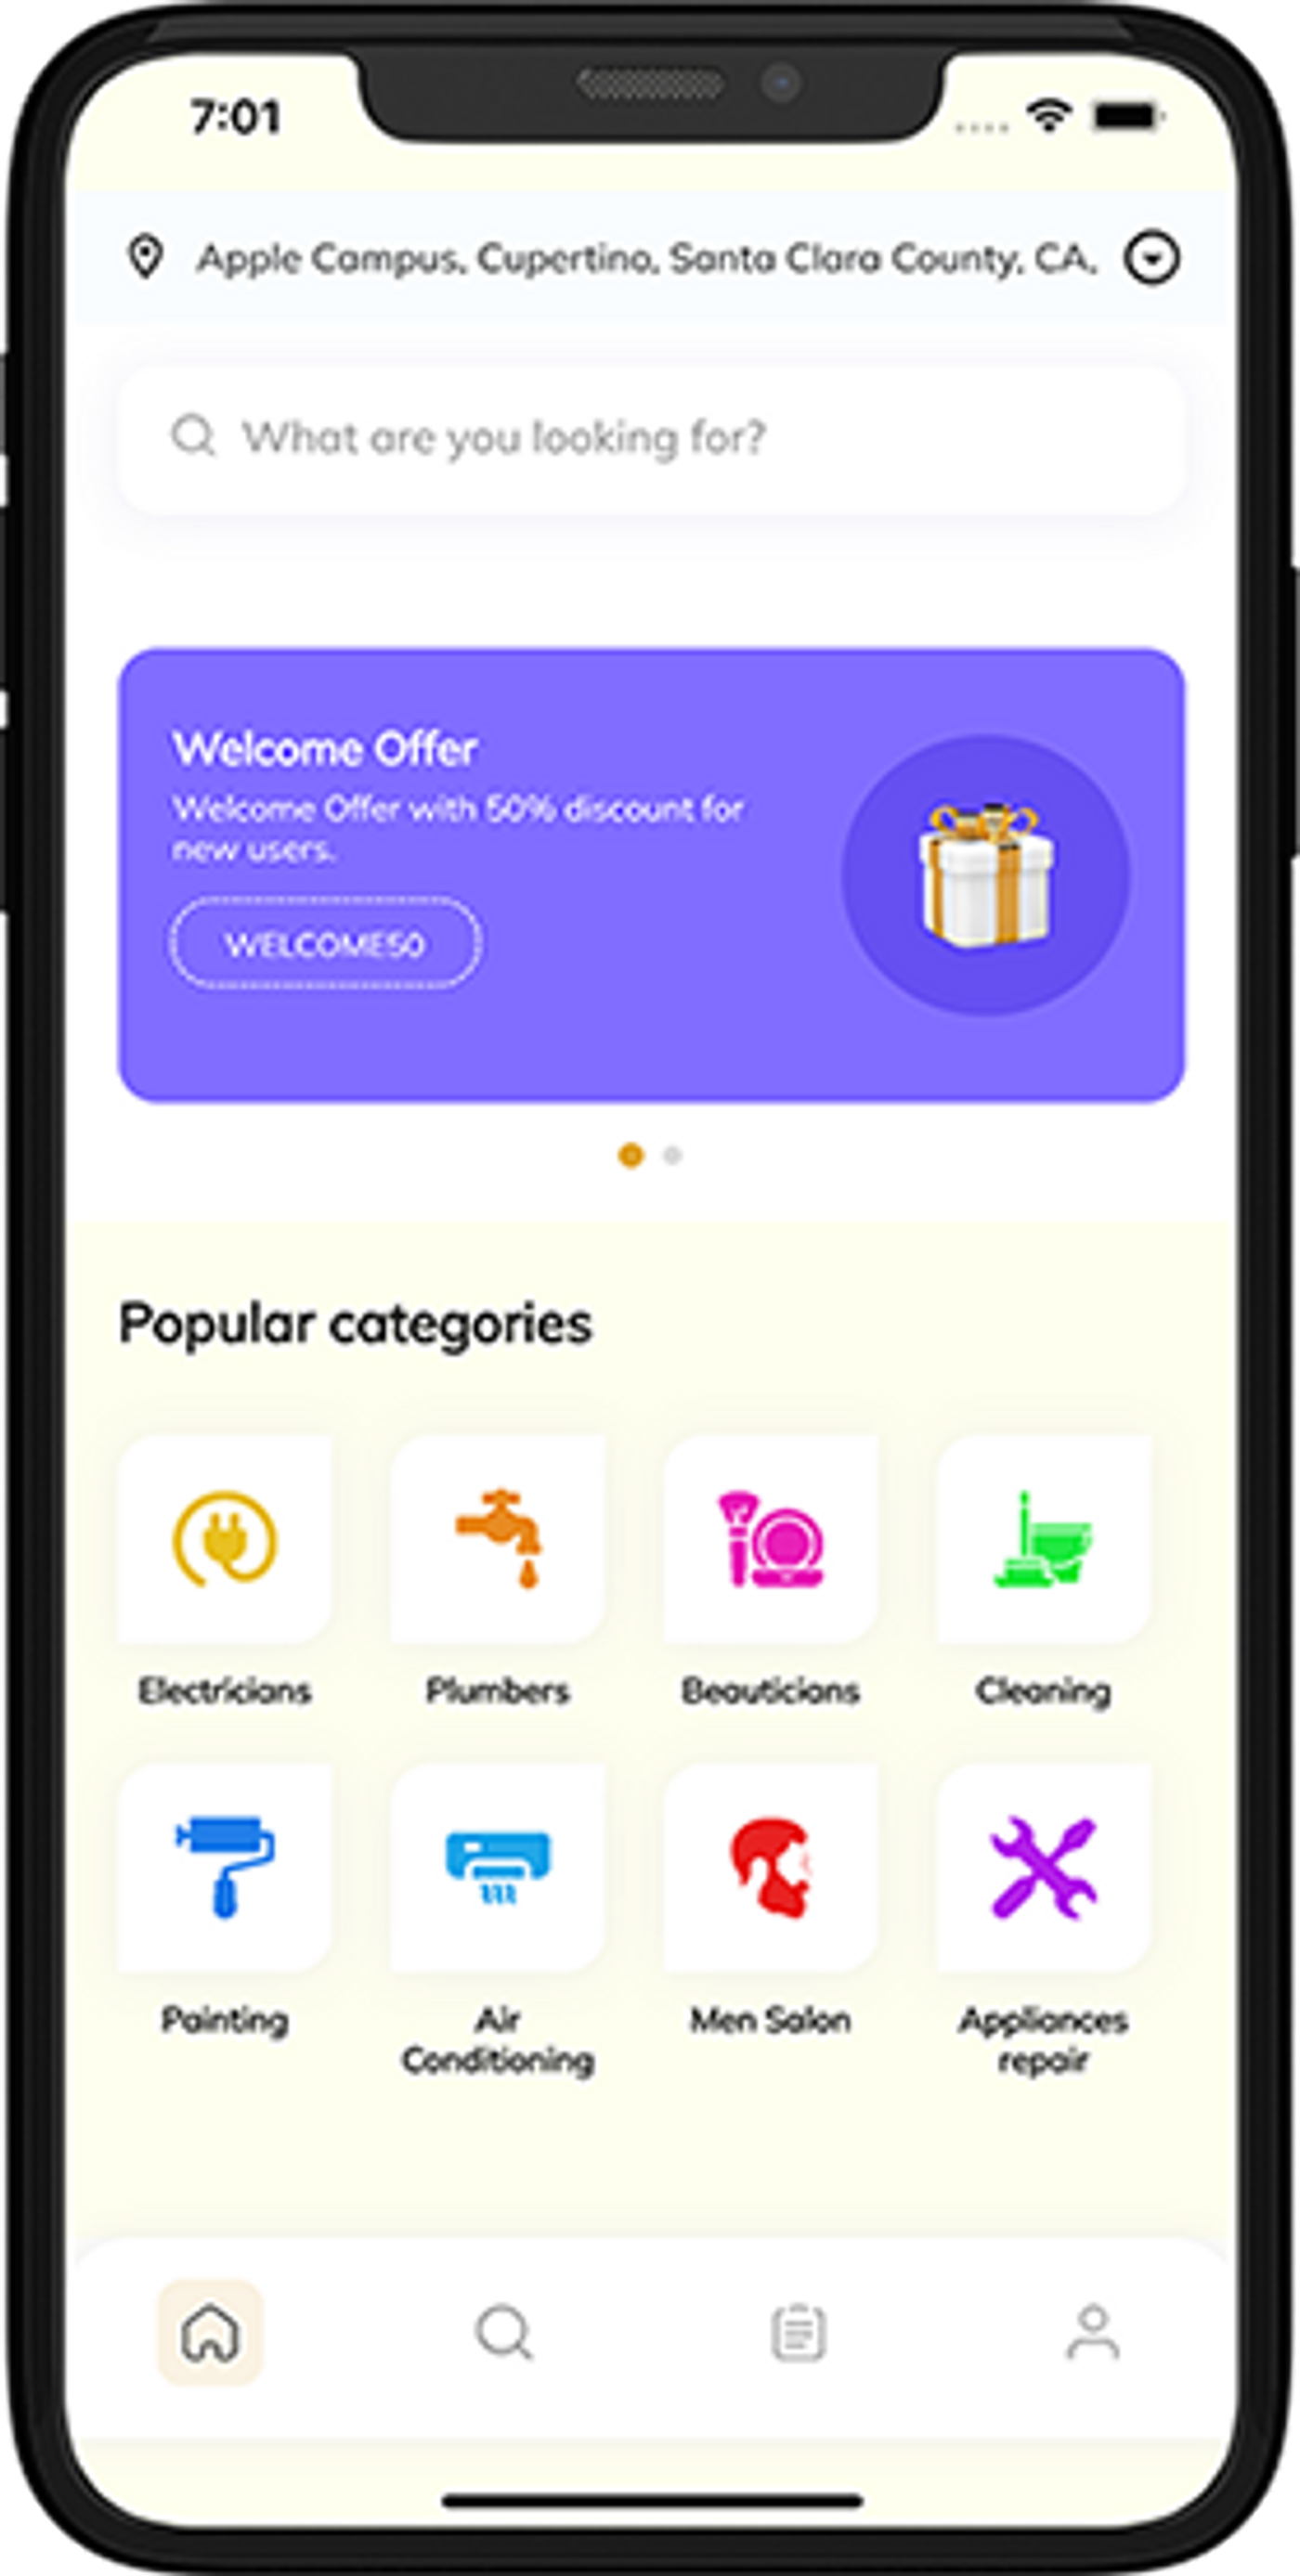 7:01
Apple Campus, Cupertino, Santa Clara County, CA,
What are you looking for?
Welcome Offer
Welcome Offer with 50% discount for
new users.
WELCOME50
Popular categories
Electricians Plumbers Beauticians Cleaning
Painting Air Conditioning Men Salon Appliances repair